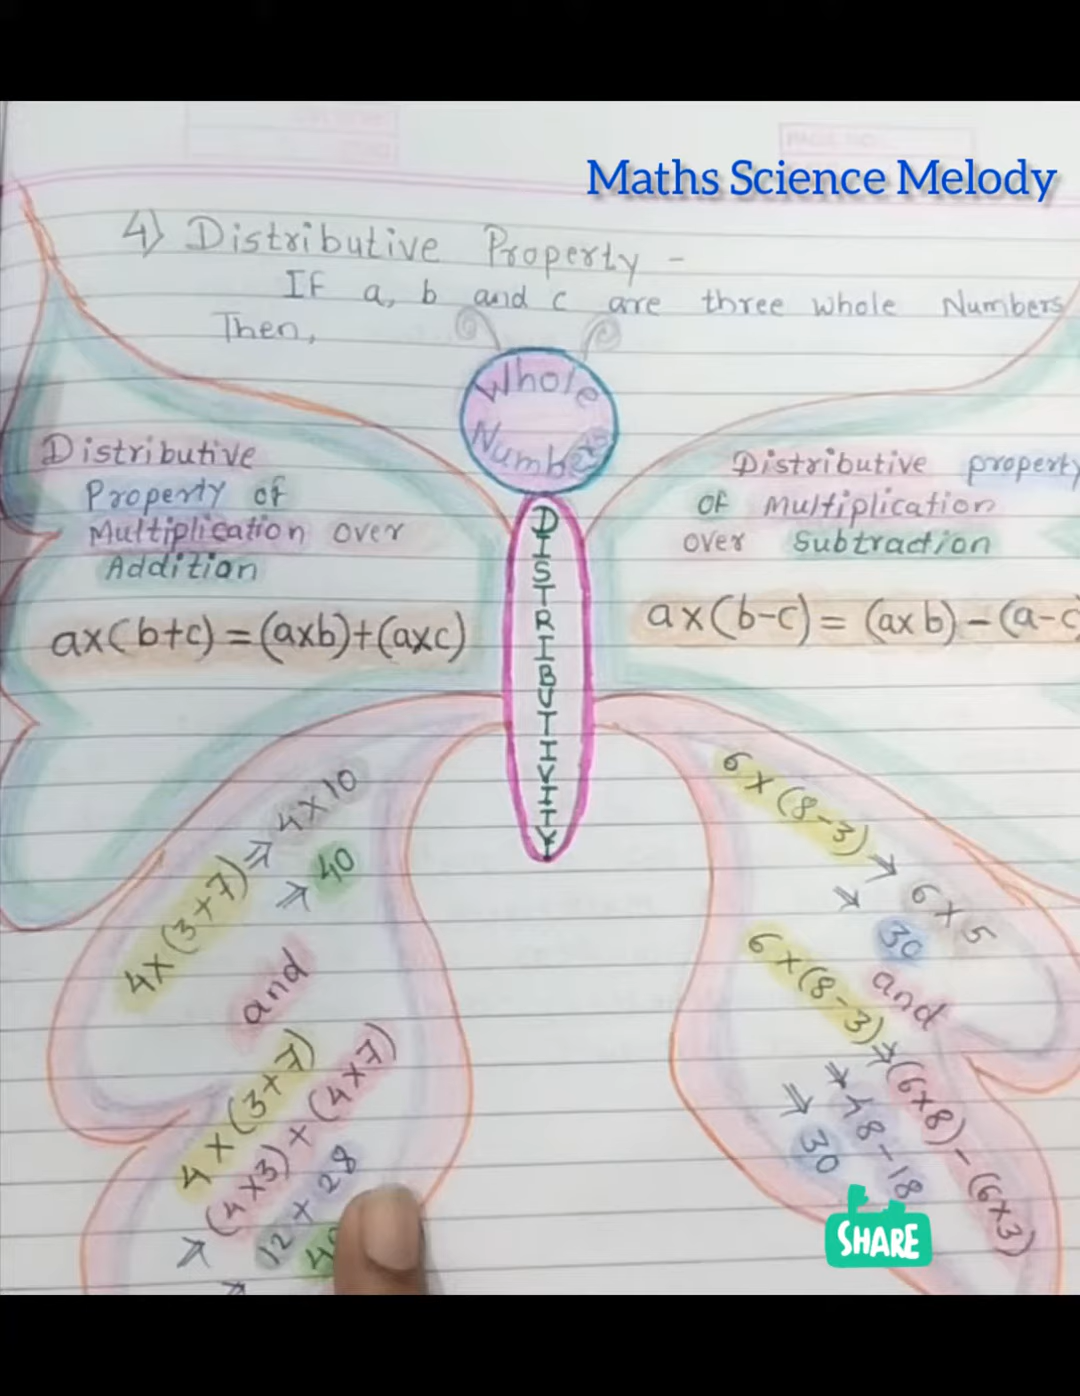 Maths Science Melody
4) Distributive Property -
If a, b and c are three whole Numbers
Then,
Whole
Numbers
DISTRIBUTIVITY
Distributive
Property of
Multiplication over
Addition
ax(b+c)=(axb)+(axc)
4x(3+7)⇒ 4x10
⇒ 40
and
4x(3+7)
⇒ (4x3)+(4x7)
12+28
Distributive property
of Multiplication
over Subtraction
ax(b-c)= (axb)-(a-c
6x(8-3)⇒ 6x5
⇒ 30
and
6x(8-3)⇒(6x8)-(6x3)
⇒ 48-18
⇒ 30
SHARE